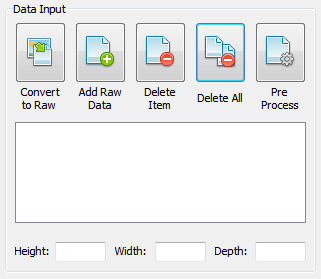 Data Input
Convert to Raw
Add Raw Data
Delete Item
Delete All
Pre Process
Height:
Width:
Depth: